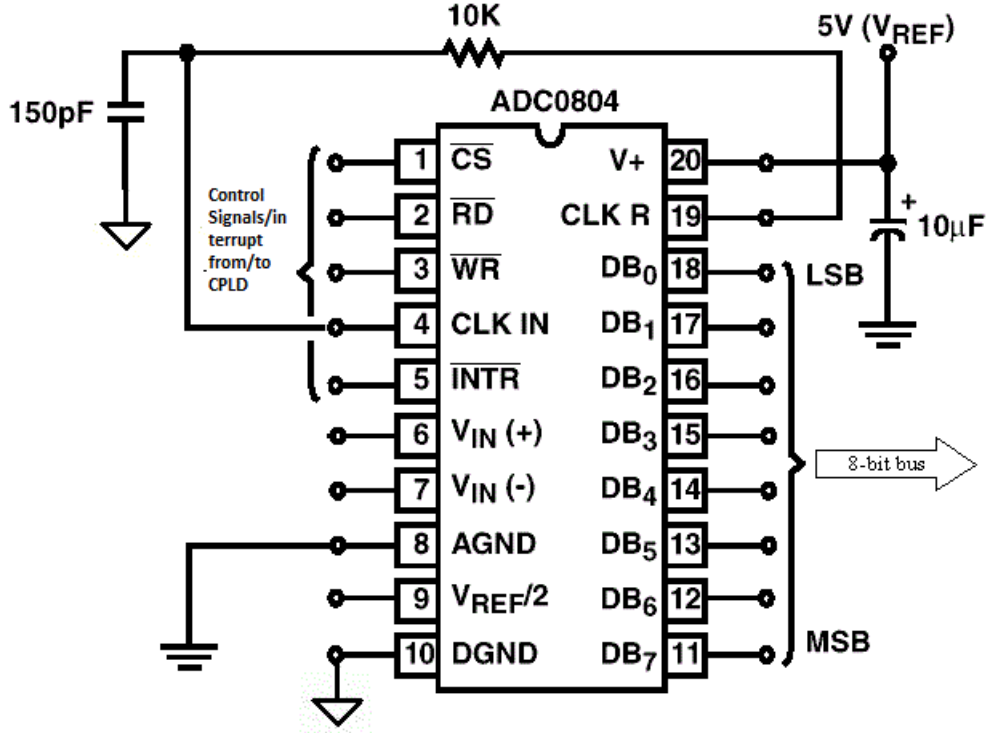 10K
5V (VREF)
150pF
ADC0804
Control
Signals/in
terrupt
from/to
CPLD
1 CS
2 RD
3 WR
4 CLK IN
5 INTR
6 VIN (+)
7 VIN (-)
8 AGND
9 VREF/2
10 DGND
V+ 20
CLK R 19
DB0 18
DB1 17
DB2 16
DB3 15
DB4 14
DB5 13
DB6 12
DB7 11
+
10μF
LSB
8-bit bus
MSB